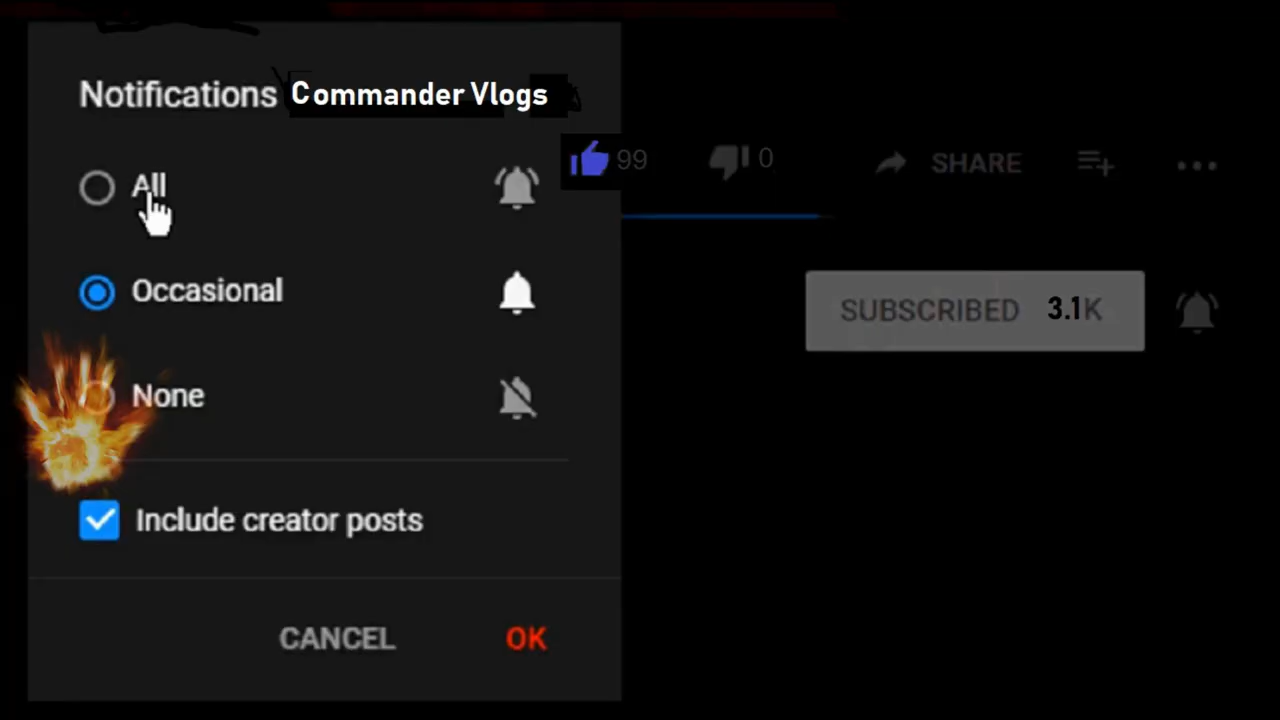 Notifications Commander Vlogs
All
Occasional
None
Include creator posts
CANCEL OK
99 0 SHARE
SUBSCRIBED 3.1K